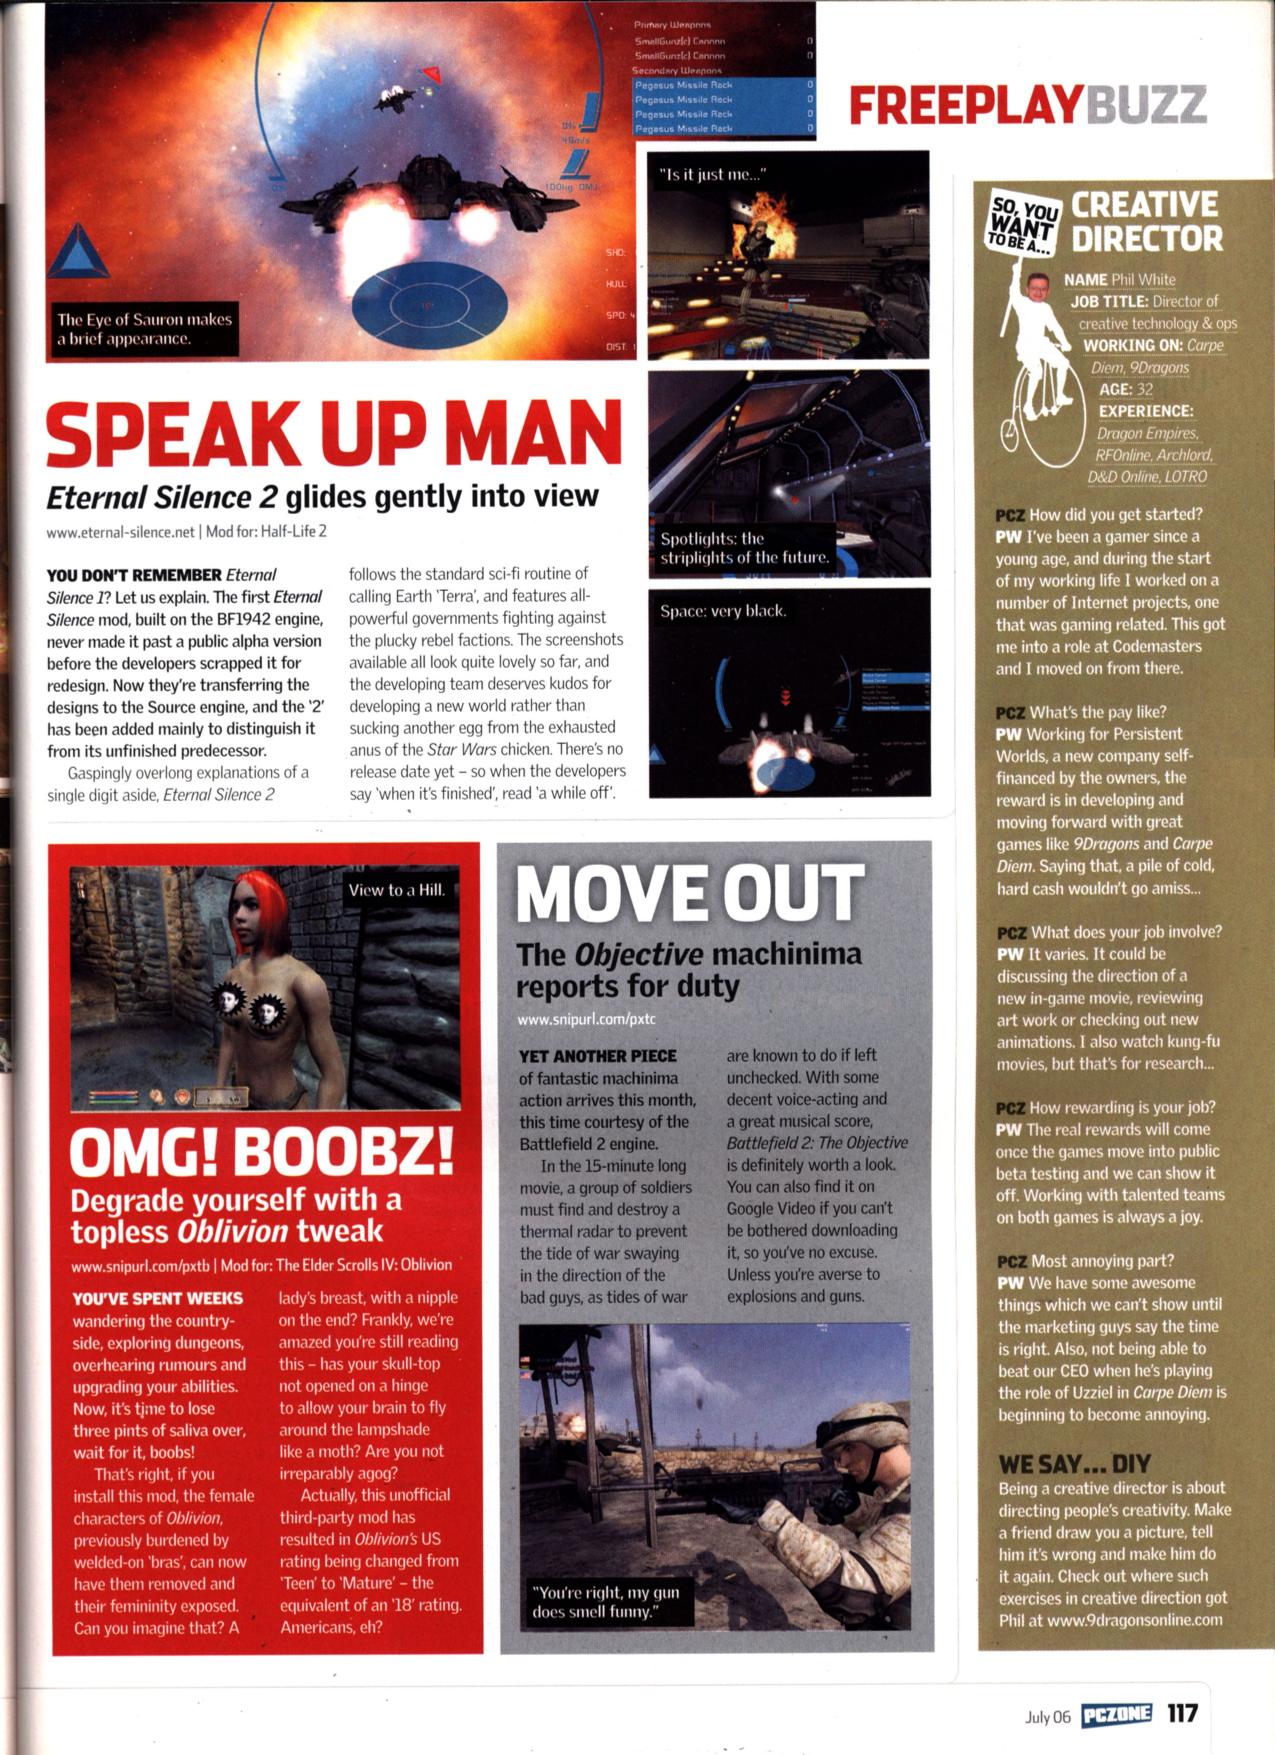 Primary Weapons
SmallGunz(c) Cannon 0
SmallGunz(c) Cannon 0
Secondary Weapons
Pegasus Missile Rack 0
Pegasus Missile Rack 0
Pegasus Missile Rack 0
Pegasus Missile Rack 0
0%
48m/s
0%
100kg
SHD:
HULL:
SPD: 4
DIST: 1
The Eye of Sauron makes
a brief appearance.
FREEPLAYBUZZ
"Is it just me..."
Spotlights: the
striplights of the future.
Space: very black.
SPEAK UP MAN
Eternal Silence 2 glides gently into view
www.eternal-silence.net | Mod for: Half-Life 2
YOU DON'T REMEMBER Eternal
Silence 1? Let us explain. The first Eternal
Silence mod, built on the BF1942 engine,
never made it past a public alpha version
before the developers scrapped it for
redesign. Now they're transferring the
designs to the Source engine, and the '2'
has been added mainly to distinguish it
from its unfinished predecessor.
Gaspingly overlong explanations of a
single digit aside, Eternal Silence 2
follows the standard sci-fi routine of
calling Earth 'Terra', and features all-
powerful governments fighting against
the plucky rebel factions. The screenshots
available all look quite lovely so far, and
the developing team deserves kudos for
developing a new world rather than
sucking another egg from the exhausted
anus of the Star Wars chicken. There's no
release date yet – so when the developers
say 'when it's finished', read 'a while off'.
View to a Hill.
OMG! BOOBZ!
Degrade yourself with a
topless Oblivion tweak
www.snipurl.com/pxtb | Mod for: The Elder Scrolls IV: Oblivion
YOU'VE SPENT WEEKS
wandering the country-
side, exploring dungeons,
overhearing rumours and
upgrading your abilities.
Now, it's time to lose
three pints of saliva over,
wait for it, boobs!
That's right, if you
install this mod, the female
characters of Oblivion,
previously burdened by
welded-on 'bras', can now
have them removed and
their femininity exposed.
Can you imagine that? A
lady's breast, with a nipple
on the end? Frankly, we're
amazed you're still reading
this – has your skull-top
not opened on a hinge
to allow your brain to fly
around the lampshade
like a moth? Are you not
irreparably agog?
Actually, this unofficial
third-party mod has
resulted in Oblivion's US
rating being changed from
'Teen' to 'Mature' – the
equivalent of an '18' rating.
Americans, eh?
MOVE OUT
The Objective machinima
reports for duty
www.snipurl.com/pxtc
YET ANOTHER PIECE
of fantastic machinima
action arrives this month,
this time courtesy of the
Battlefield 2 engine.
In the 15-minute long
movie, a group of soldiers
must find and destroy a
thermal radar to prevent
the tide of war swaying
in the direction of the
bad guys, as tides of war
are known to do if left
unchecked. With some
decent voice-acting and
a great musical score,
Battlefield 2: The Objective
is definitely worth a look.
You can also find it on
Google Video if you can't
be bothered downloading
it, so you've no excuse.
Unless you're averse to
explosions and guns.
"You're right, my gun
does smell funny."
SO, YOU
WANT
TO BE A...
CREATIVE
DIRECTOR
NAME Phil White
JOB TITLE: Director of
creative technology & ops
WORKING ON: Carpe
Diem, 9Dragons
AGE: 32
EXPERIENCE:
Dragon Empires,
RFOnline, Archlord,
D&D Online, LOTRO
PCZ How did you get started?
PW I've been a gamer since a
young age, and during the start
of my working life I worked on a
number of Internet projects, one
that was gaming related. This got
me into a role at Codemasters
and I moved on from there.
PCZ What's the pay like?
PW Working for Persistent
Worlds, a new company self-
financed by the owners, the
reward is in developing and
moving forward with great
games like 9Dragons and Carpe
Diem. Saying that, a pile of cold,
hard cash wouldn't go amiss...
PCZ What does your job involve?
PW It varies. It could be
discussing the direction of a
new in-game movie, reviewing
art work or checking out new
animations. I also watch kung-fu
movies, but that's for research...
PCZ How rewarding is your job?
PW The real rewards will come
once the games move into public
beta testing and we can show it
off. Working with talented teams
on both games is always a joy.
PCZ Most annoying part?
PW We have some awesome
things which we can't show until
the marketing guys say the time
is right. Also, not being able to
beat our CEO when he's playing
the role of Uzziel in Carpe Diem is
beginning to become annoying.
WE SAY... DIY
Being a creative director is about
directing people's creativity. Make
a friend draw you a picture, tell
him it's wrong and make him do
it again. Check out where such
exercises in creative direction got
Phil at www.9dragonsonline.com
July 06 PCZONE 117